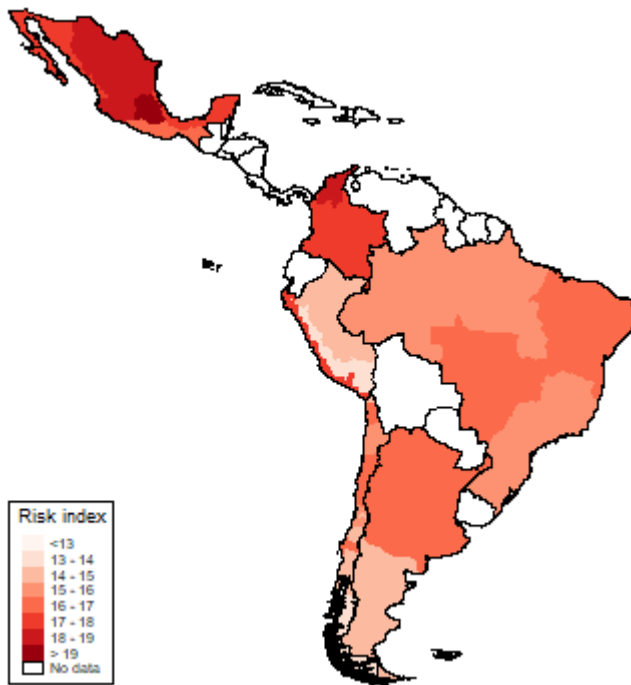 Risk index
<13
13 - 14
14 - 15
15 - 16
16 - 17
17 - 18
18 - 19
> 19
No data